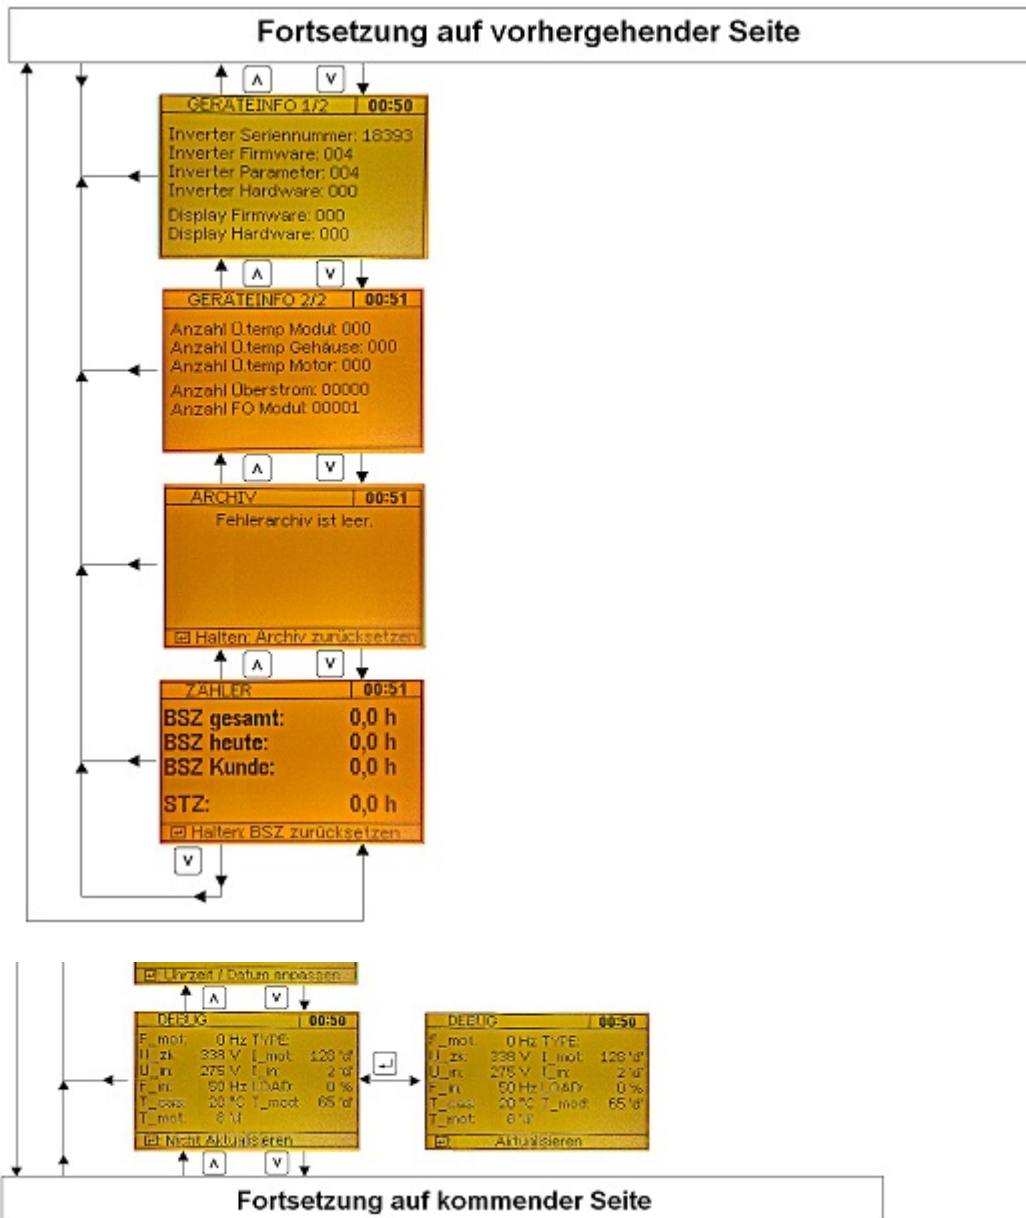 Fortsetzung auf vorhergehender Seite
GERÄTEINFO 1/2 00:50
Inverter Seriennummer: 18393
Inverter Firmware: 004
Inverter Parameter: 004
Inverter Hardware: 000
Display Firmware: 000
Display Hardware: 000
GERÄTEINFO 2/2 00:51
Anzahl Ü.temp Modul: 000
Anzahl Ü.temp Gehäuse: 000
Anzahl Ü.temp Motor: 000
Anzahl Überstrom: 00000
Anzahl FO Modul: 00001
ARCHIV 00:51
Fehlerarchiv ist leer.
Halten: Archiv zurücksetzen
ZÄHLER 00:51
BSZ gesamt: 0,0 h
BSZ heute: 0,0 h
BSZ Kunde: 0,0 h
STZ: 0,0 h
Halten: BSZ zurücksetzen
Uhrzeit / Datum anpassen
DEBUG 00:50
F_mot: 0 Hz TYPE:
U_zk: 338 V I_mot: 128 'd'
U_in: 275 V I_in: 2 'd'
F_in: 50 Hz LOAD: 0 %
20 °C T_mod: 65 'd'
T_mot:
Nicht Aktualisieren
DEBUG 00:50
F_mot: 0 Hz TYPE:
U_zk: 338 V I_mot: 128 'd'
U_in: 275 V I_in: 2 'd'
F_in: 50 Hz LOAD: 0 %
20 °C T_mod: 65 'd'
T_mot:
Aktualisieren
Fortsetzung auf kommender Seite